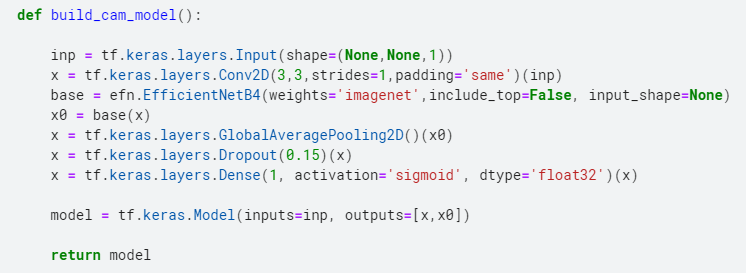 def build_cam_model():
    inp = tf.keras.layers.Input(shape=(None,None,1))
    x = tf.keras.layers.Conv2D(3,3,strides=1,padding='same')(inp)
    base = efn.EfficientNetB4(weights='imagenet',include_top=False, input_shape=None)
    x0 = base(x)
    x = tf.keras.layers.GlobalAveragePooling2D()(x0)
    x = tf.keras.layers.Dropout(0.15)(x)
    x = tf.keras.layers.Dense(1, activation='sigmoid', dtype='float32')(x)
    model = tf.keras.Model(inputs=inp, outputs=[x,x0])
    return model